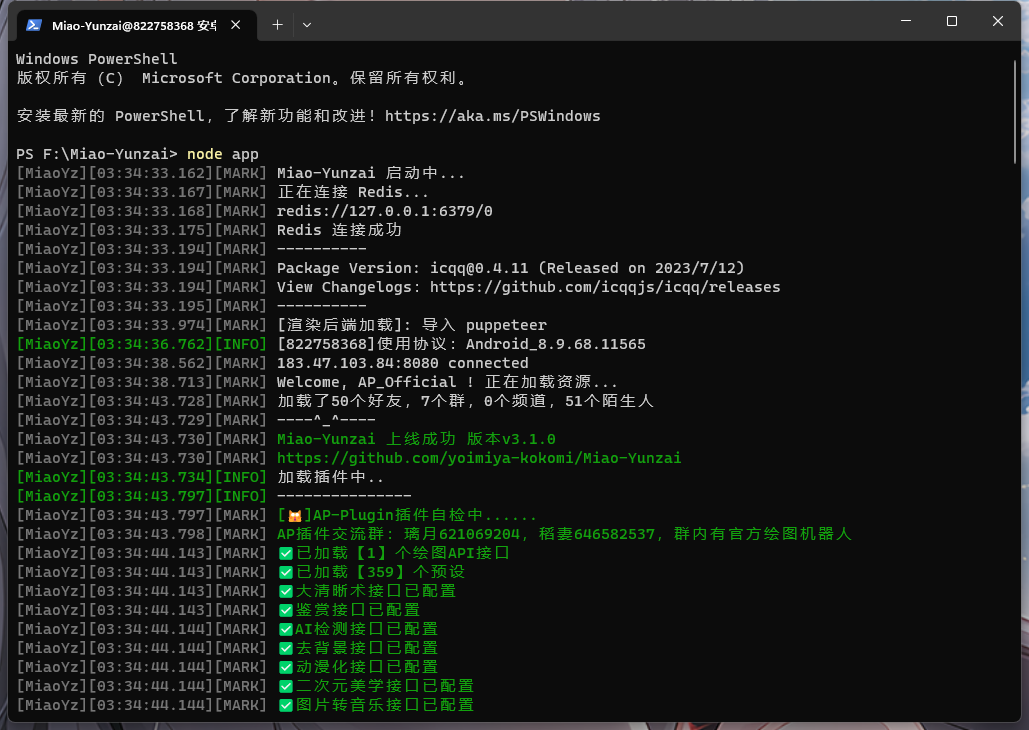 Miao-Yunzai@822758368 安卓
Windows PowerShell
版权所有 (C)  Microsoft Corporation。保留所有权利。
安装最新的 PowerShell，了解新功能和改进！https://aka.ms/PSWindows
PS F:\Miao-Yunzai> node app
[MiaoYz][03:34:33.162][MARK] Miao-Yunzai 启动中...
[MiaoYz][03:34:33.167][MARK] 正在连接 Redis...
[MiaoYz][03:34:33.168][MARK] redis://127.0.0.1:6379/0
[MiaoYz][03:34:33.175][MARK] Redis 连接成功
[MiaoYz][03:34:33.194][MARK] ----------
[MiaoYz][03:34:33.194][MARK] Package Version: icqq@0.4.11 (Released on 2023/7/12)
[MiaoYz][03:34:33.194][MARK] View Changelogs: https://github.com/icqqjs/icqq/releases
[MiaoYz][03:34:33.195][MARK] ----------
[MiaoYz][03:34:33.974][MARK] [渲染后端加载]: 导入 puppeteer
[MiaoYz][03:34:36.762][INFO] [822758368]使用协议：Android_8.9.68.11565
[MiaoYz][03:34:38.562][MARK] 183.47.103.84:8080 connected
[MiaoYz][03:34:38.713][MARK] Welcome, AP_Official ! 正在加载资源...
[MiaoYz][03:34:43.728][MARK] 加载了50个好友，7个群，0个频道，51个陌生人
[MiaoYz][03:34:43.729][MARK] ----^_^----
[MiaoYz][03:34:43.730][MARK] Miao-Yunzai 上线成功 版本v3.1.0
[MiaoYz][03:34:43.730][MARK] https://github.com/yoimiya-kokomi/Miao-Yunzai
[MiaoYz][03:34:43.734][INFO] 加载插件中..
[MiaoYz][03:34:43.797][INFO] ---------------
[MiaoYz][03:34:43.797][MARK] [🐱]AP-Plugin插件自检中......
[MiaoYz][03:34:43.798][MARK] AP插件交流群：璃月621069204，稻妻646582537，群内有官方绘图机器人
[MiaoYz][03:34:44.143][MARK] ✅已加载【1】个绘图API接口
[MiaoYz][03:34:44.143][MARK] ✅已加载【359】个预设
[MiaoYz][03:34:44.143][MARK] ✅大清晰术接口已配置
[MiaoYz][03:34:44.143][MARK] ✅鉴赏接口已配置
[MiaoYz][03:34:44.144][MARK] ✅AI检测接口已配置
[MiaoYz][03:34:44.144][MARK] ✅去背景接口已配置
[MiaoYz][03:34:44.144][MARK] ✅动漫化接口已配置
[MiaoYz][03:34:44.144][MARK] ✅二次元美学接口已配置
[MiaoYz][03:34:44.144][MARK] ✅图片转音乐接口已配置